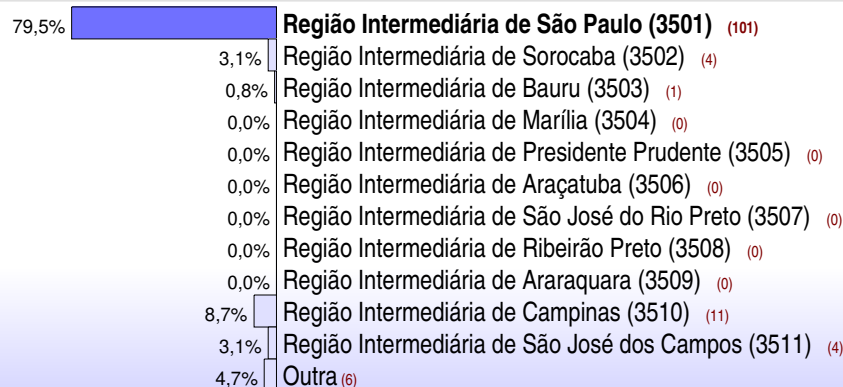 79,5% Região Intermediária de São Paulo (3501) (101)
3,1% Região Intermediária de Sorocaba (3502) (4)
0,8% Região Intermediária de Bauru (3503) (1)
0,0% Região Intermediária de Marília (3504) (0)
0,0% Região Intermediária de Presidente Prudente (3505) (0)
0,0% Região Intermediária de Araçatuba (3506) (0)
0,0% Região Intermediária de São José do Rio Preto (3507) (0)
0,0% Região Intermediária de Ribeirão Preto (3508) (0)
0,0% Região Intermediária de Araraquara (3509) (0)
8,7% Região Intermediária de Campinas (3510) (11)
3,1% Região Intermediária de São José dos Campos (3511) (4)
4,7% Outra (6)